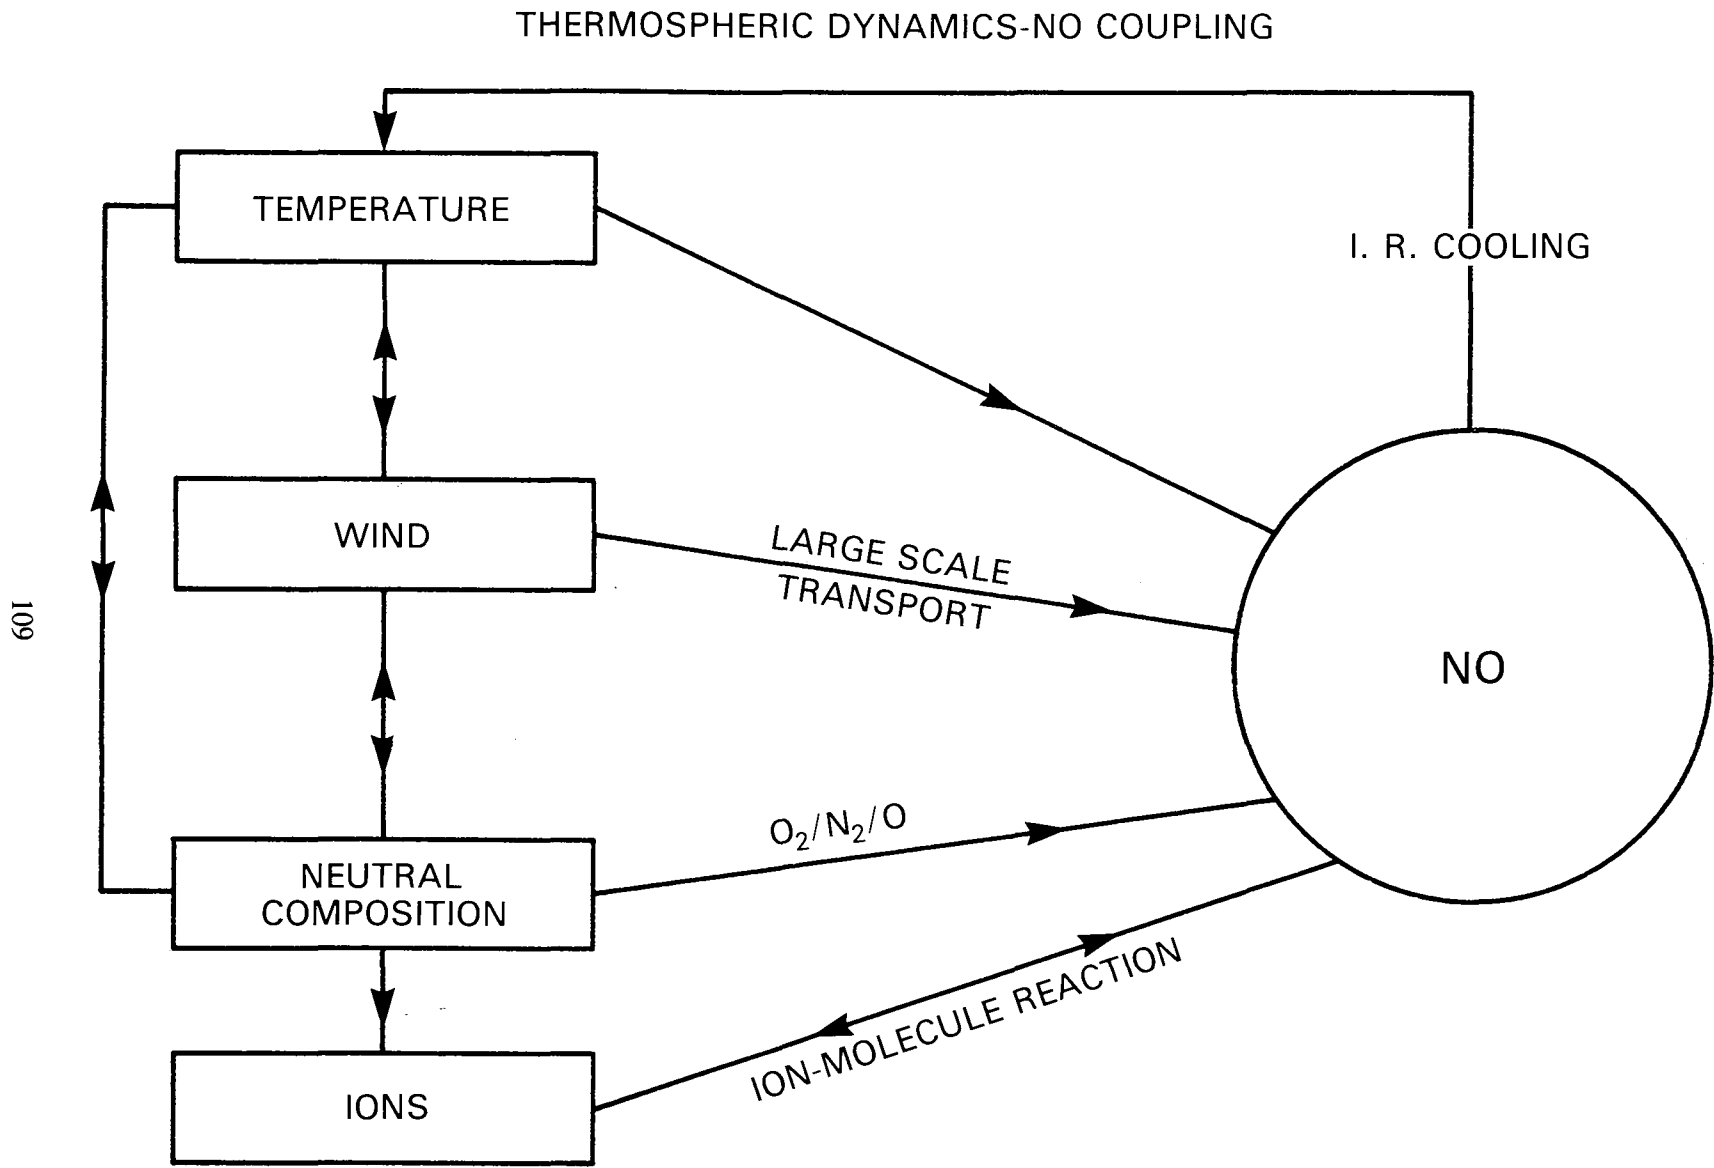 THERMOSPHERIC DYNAMICS-NO COUPLING
TEMPERATURE
I. R. COOLING
WIND
LARGE SCALE
TRANSPORT
109
NO
O₂/N₂/O
NEUTRAL
COMPOSITION
ION-MOLECULE REACTION
IONS